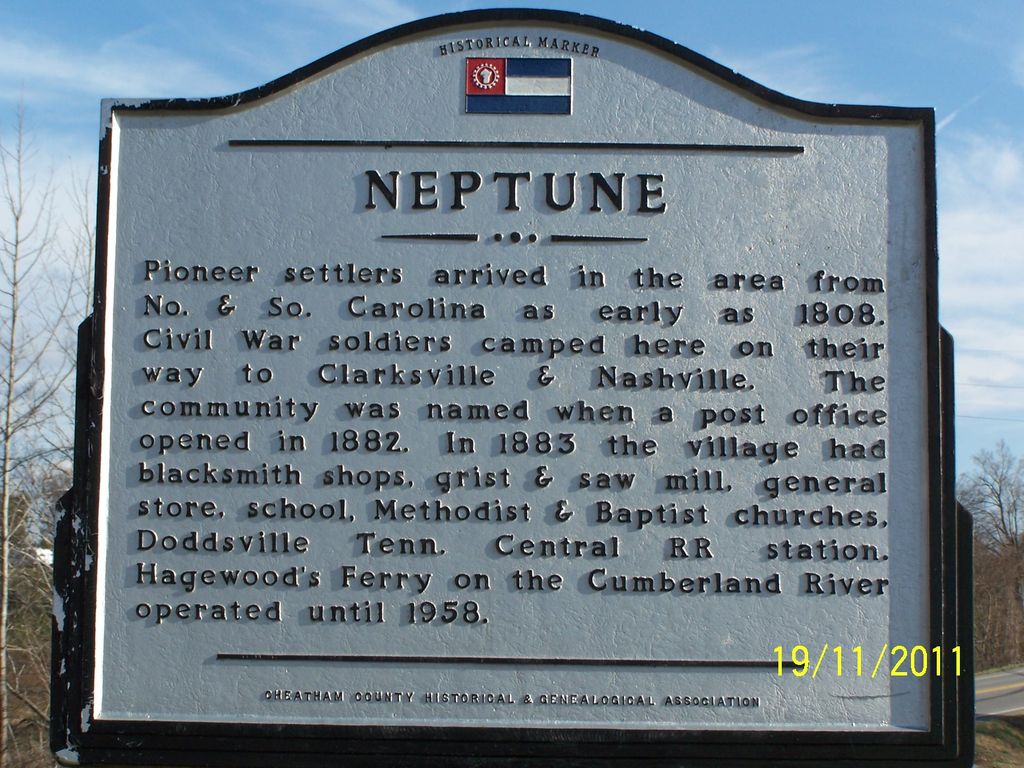 HISTORICAL MARKER
NEPTUNE
Pioneer settlers arrived in the area from
No. & So. Carolina as early as 1808.
Civil War soldiers camped here on their
way to Clarksville & Nashville. The
community was named when a post office
opened in 1882. In 1883 the village had
blacksmith shops, grist & saw mill, general
store, school, Methodist & Baptist churches,
Doddsville Tenn. Central RR station.
Hagewood's Ferry on the Cumberland River
operated until 1958.
CHEATHAM COUNTY HISTORICAL & GENEALOGICAL ASSOCIATION
19/11/2011